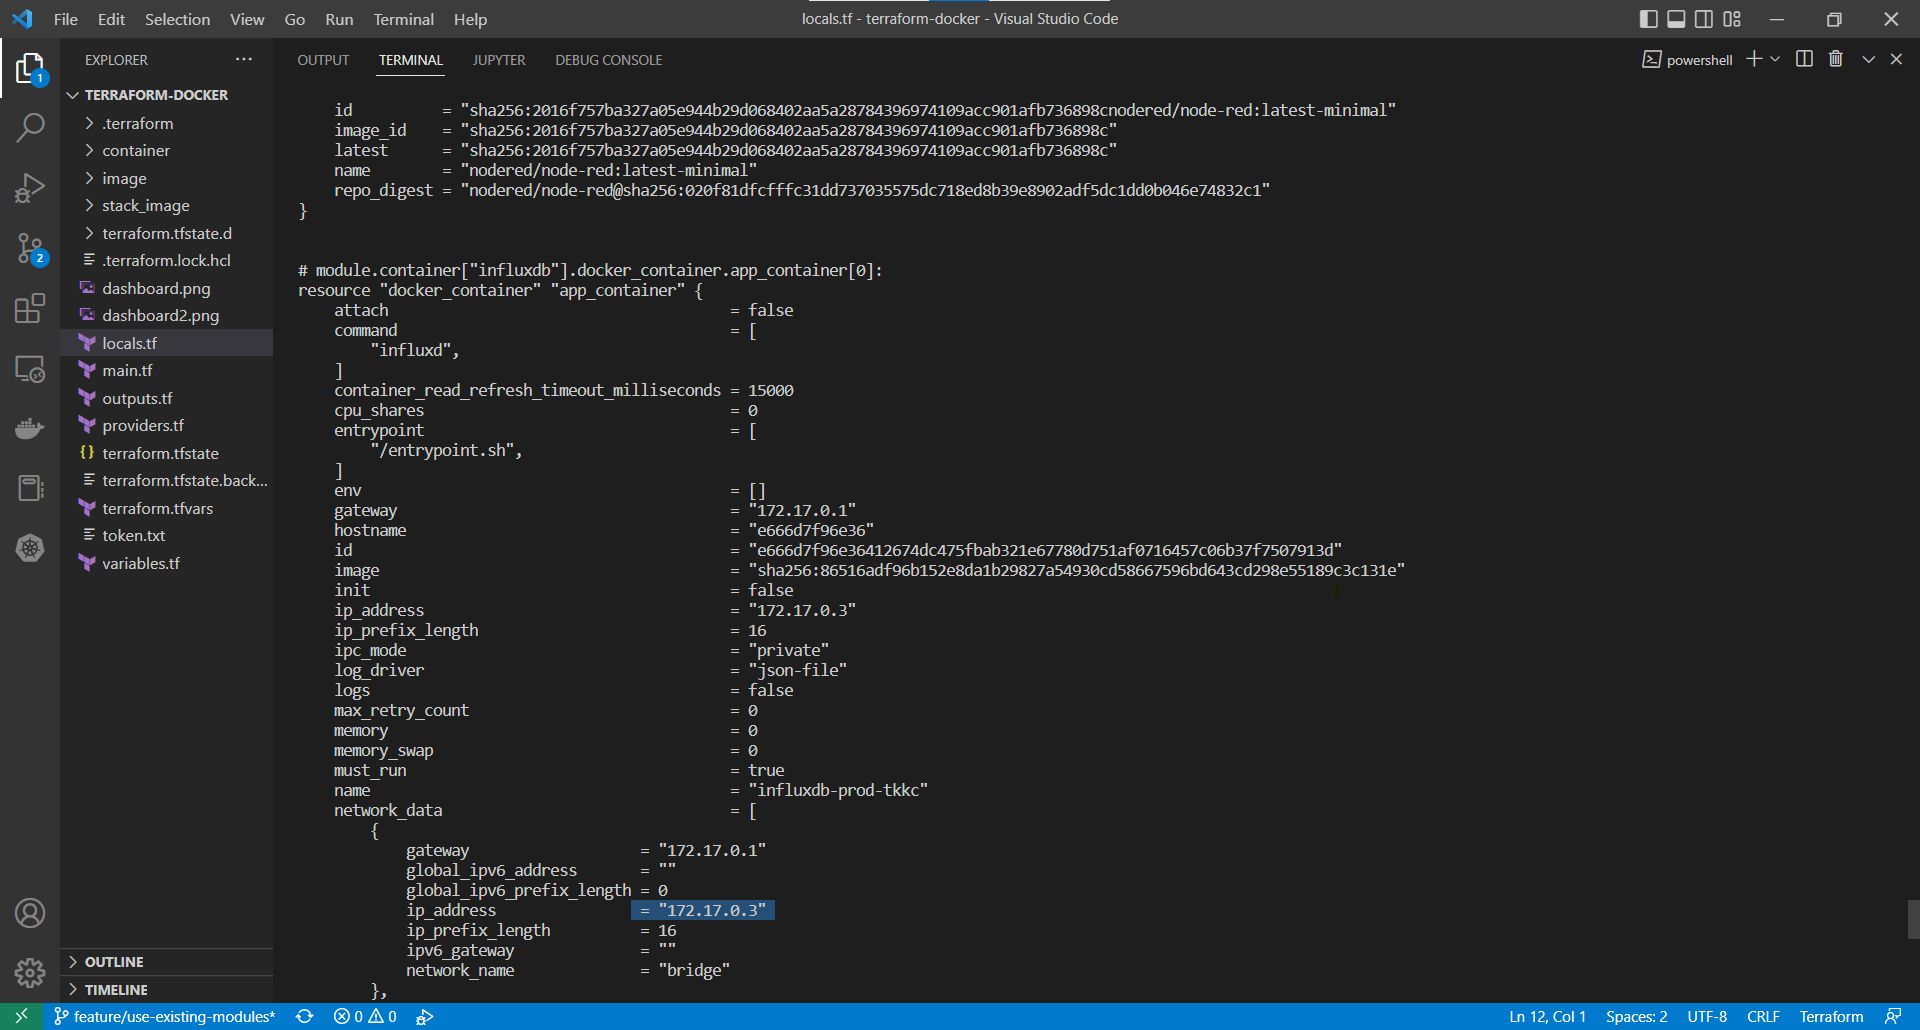 File Edit Selection View Go Run Terminal Help
locals.tf - terraform-docker - Visual Studio Code
EXPLORER
TERRAFORM-DOCKER
.terraform
container
image
stack_image
terraform.tfstate.d
.terraform.lock.hcl
dashboard.png
dashboard2.png
locals.tf
main.tf
outputs.tf
providers.tf
terraform.tfstate
terraform.tfstate.back...
terraform.tfvars
token.txt
variables.tf
OUTLINE
TIMELINE
1
2
OUTPUT TERMINAL JUPYTER DEBUG CONSOLE
powershell
id = "sha256:2016f757ba327a05e944b29d068402aa5a28784396974109acc901afb736898cnodered/node-red:latest-minimal"
image_id = "sha256:2016f757ba327a05e944b29d068402aa5a28784396974109acc901afb736898c"
latest = "sha256:2016f757ba327a05e944b29d068402aa5a28784396974109acc901afb736898c"
name = "nodered/node-red:latest-minimal"
repo_digest = "nodered/node-red@sha256:020f81dfcfffc31dd737035575dc718ed8b39e8902adf5dc1dd0b046e74832c1"
}
# module.container["influxdb"].docker_container.app_container[0]:
resource "docker_container" "app_container" {
attach = false
command = [
"influxd",
]
container_read_refresh_timeout_milliseconds = 15000
cpu_shares = 0
entrypoint = [
"/entrypoint.sh",
]
env = []
gateway = "172.17.0.1"
hostname = "e666d7f96e36"
id = "e666d7f96e36412674dc475fbab321e67780d751af0716457c06b37f7507913d"
image = "sha256:86516adf96b152e8da1b29827a54930cd58667596bd643cd298e55189c3c131e"
init = false
ip_address = "172.17.0.3"
ip_prefix_length = 16
ipc_mode = "private"
log_driver = "json-file"
logs = false
max_retry_count = 0
memory = 0
memory_swap = 0
must_run = true
name = "influxdb-prod-tkkc"
network_data = [
{
gateway = "172.17.0.1"
global_ipv6_address = ""
global_ipv6_prefix_length = 0
ip_address = "172.17.0.3"
ip_prefix_length = 16
ipv6_gateway = ""
network_name = "bridge"
},
feature/use-existing-modules* 0 0
Ln 12, Col 1 Spaces: 2 UTF-8 CRLF Terraform